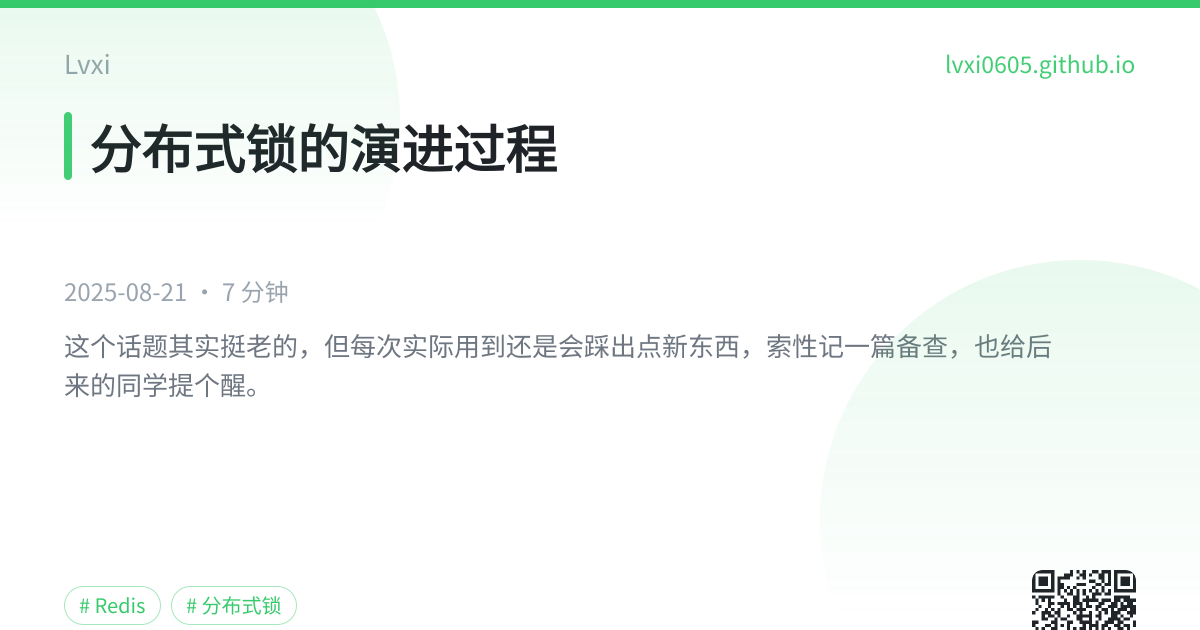 Lvxi
lvxi0605.github.io
分布式锁的演进过程
2025-08-21 · 7 分钟
这个话题其实挺老的，但每次实际用到还是会踩出点新东西，索性记一篇备查，也给后
来的同学提个醒。
# Redis
# 分布式锁